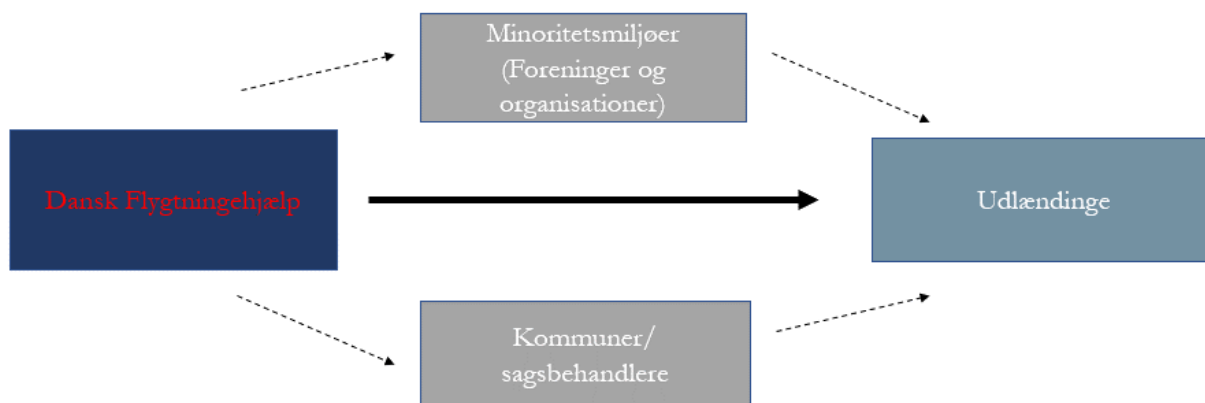 Minoritetsmiljøer
(Foreninger og
organisationer)
Dansk Flygtningehjælp
Udlændinge
Kommuner/
sagsbehandlere